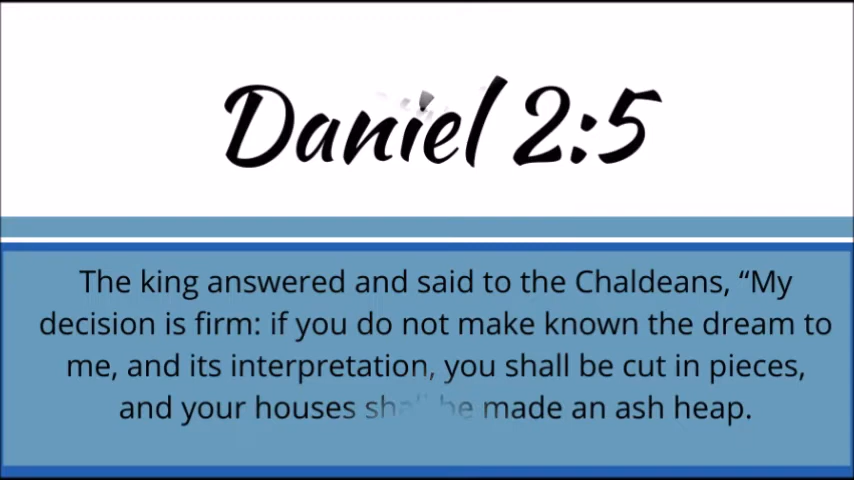 Daniel 2:5
The king answered and said to the Chaldeans, “My
decision is firm: if you do not make known the dream to
me, and its interpretation, you shall be cut in pieces,
and your houses shall be made an ash heap.